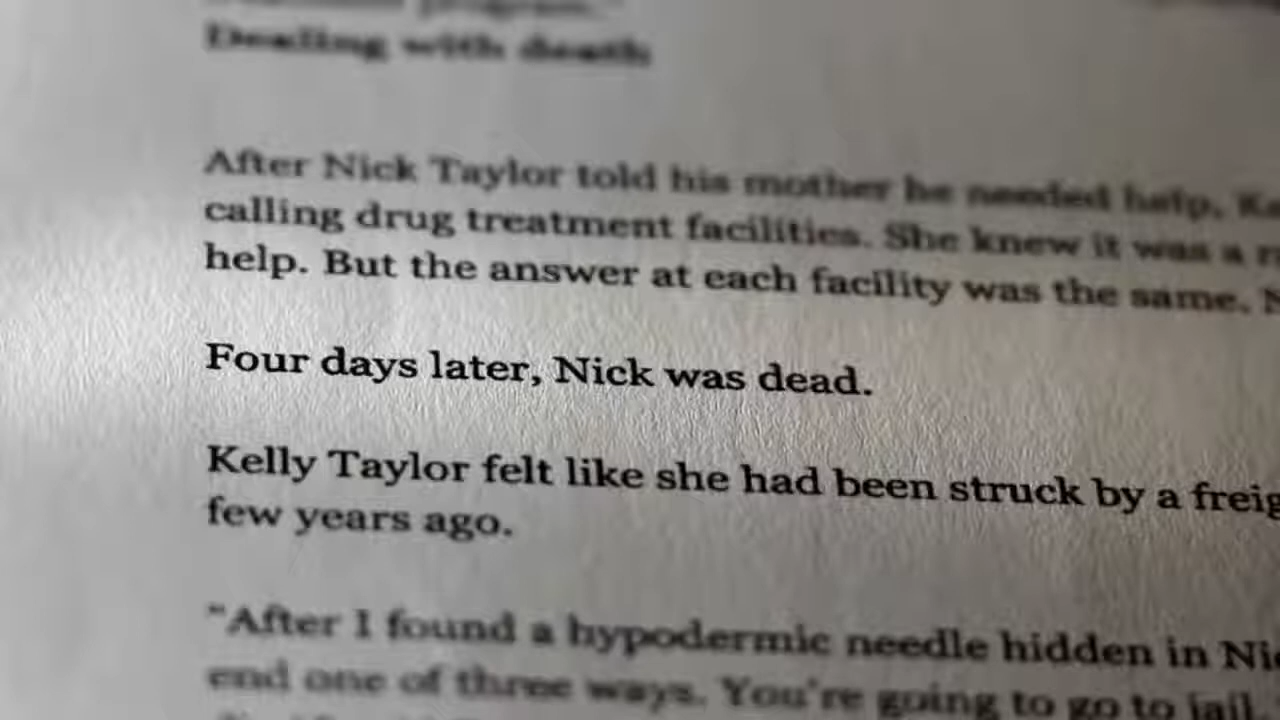 program."
Dealing with death
After Nick Taylor told his mother he needed help,
calling drug treatment facilities. She knew it was a
help. But the answer at each facility was the same.
Four days later, Nick was dead.
Kelly Taylor felt like she had been struck by a
few years ago.
"After I found a hypodermic needle hidden in
end one of three ways. You're going to go to jail.